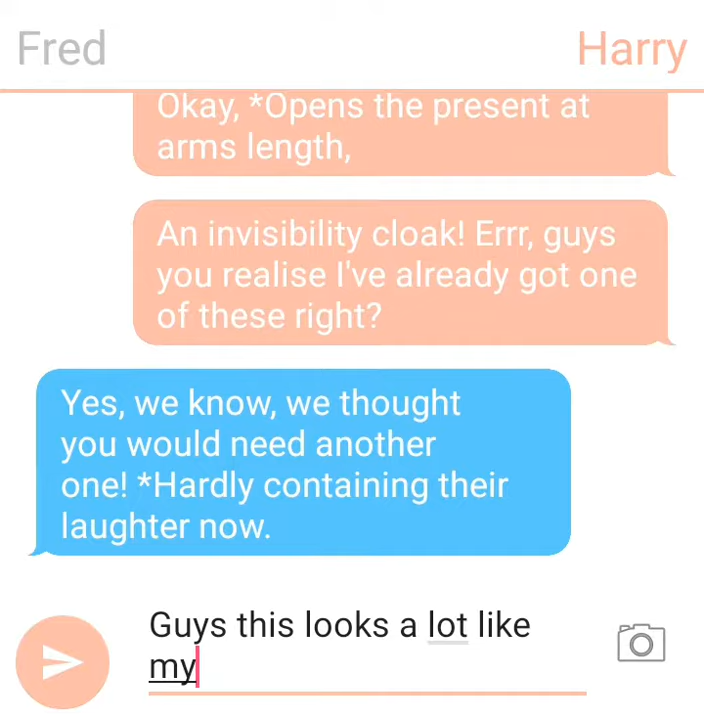 Fred
Harry
Okay, *Opens the present at
arms length,
An invisibility cloak! Errr, guys
you realise I've already got one
of these right?
Yes, we know, we thought
you would need another
one! *Hardly containing their
laughter now.
Guys this looks a lot like
my